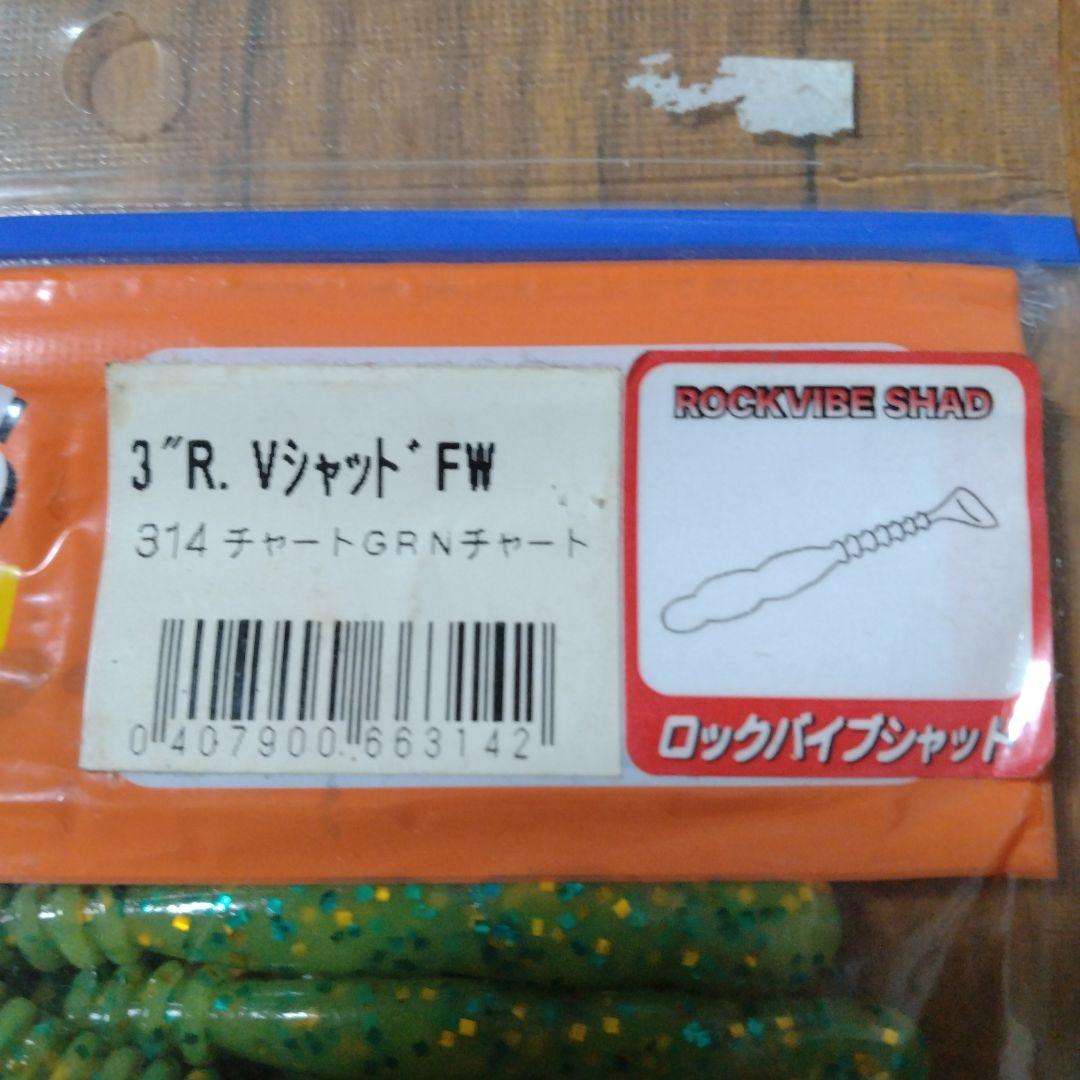 3"R. Vシャッド FW
314 チャートGRNチャート
0 407900 663142
ROCKVIBE SHAD
ロックバイブシャッド